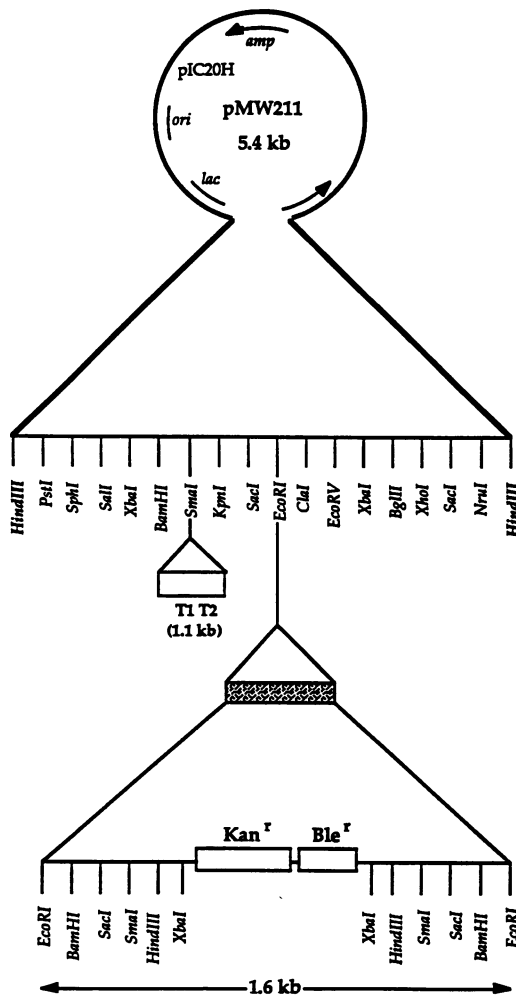 amp
pIC20H
pMW211
ori
5.4 kb
lac
HindIII
PstI
SphI
SalI
XbaI
BamHI
SmaI
KpnI
SacI
EcoRI
ClaI
EcoRV
XbaI
BglII
XhoI
SacI
NruI
HindIII
T1 T2
(1.1 kb)
Kan r
Ble r
EcoRI
BamHI
SacI
SmaI
HindIII
XbaI
XbaI
HindIII
SmaI
SacI
BamHI
EcoRI
1.6 kb